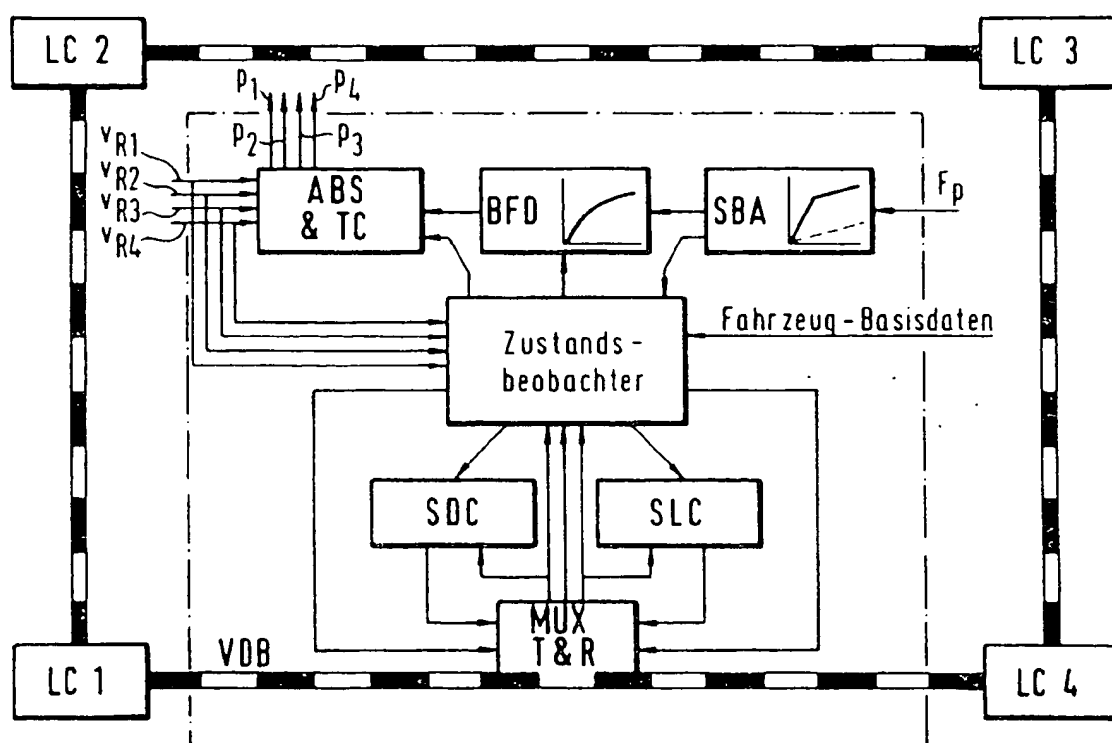 LC 2
LC 3
p1
p4
p2
p3
vR1
vR2
vR3
vR4
ABS
& TC
BFD
SBA
Fp
Fahrzeug-Basisdaten
Zustands-
beobachter
SDC
SLC
MUX
T & R
VDB
LC 1
LC 4